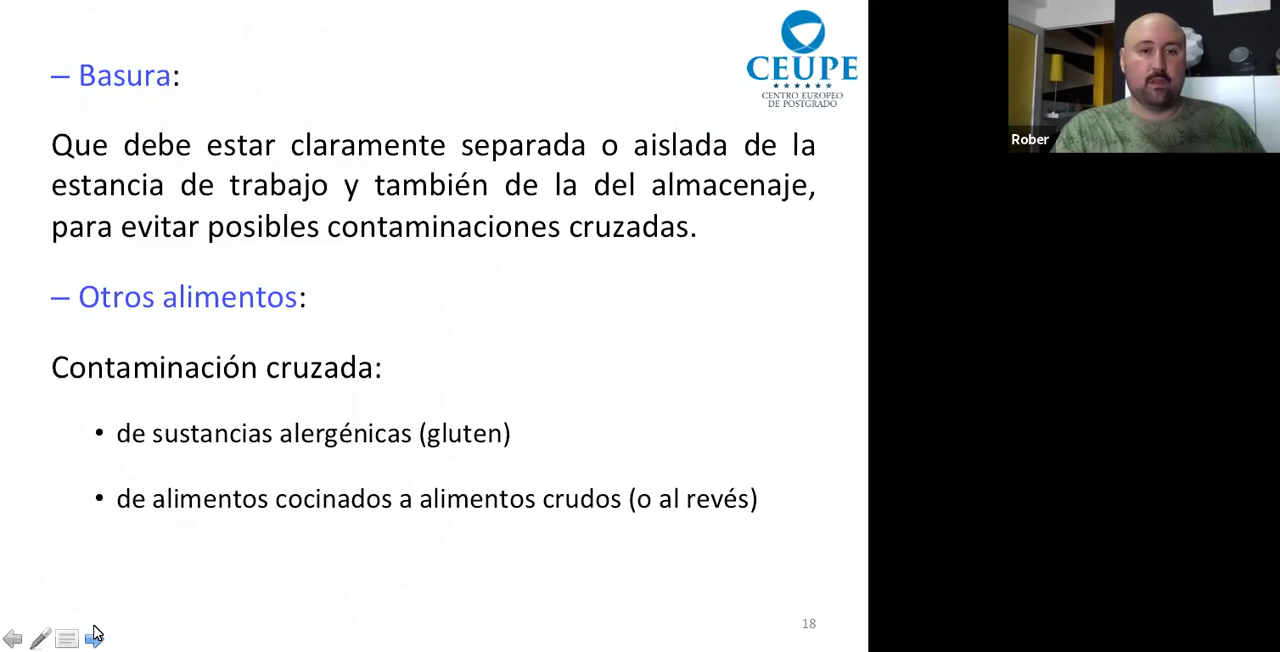 CEUPE
CENTRO EUROPEO
DE POSTGRADO
– Basura:
Que debe estar claramente separada o aislada de la
estancia de trabajo y también de la del almacenaje,
para evitar posibles contaminaciones cruzadas.
– Otros alimentos:
Contaminación cruzada:
• de sustancias alergénicas (gluten)
• de alimentos cocinados a alimentos crudos (o al revés)
18
Rober